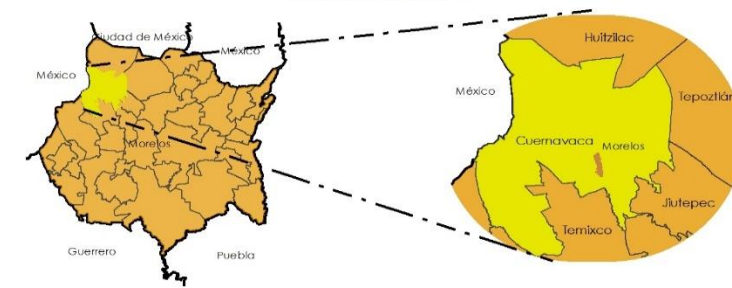 Ciudad de México
México
México
Morelos
Guerrero
Puebla
Huitzilac
México
Tepoztlán
Cuernavaca
Morelos
Jiutepec
Temixco